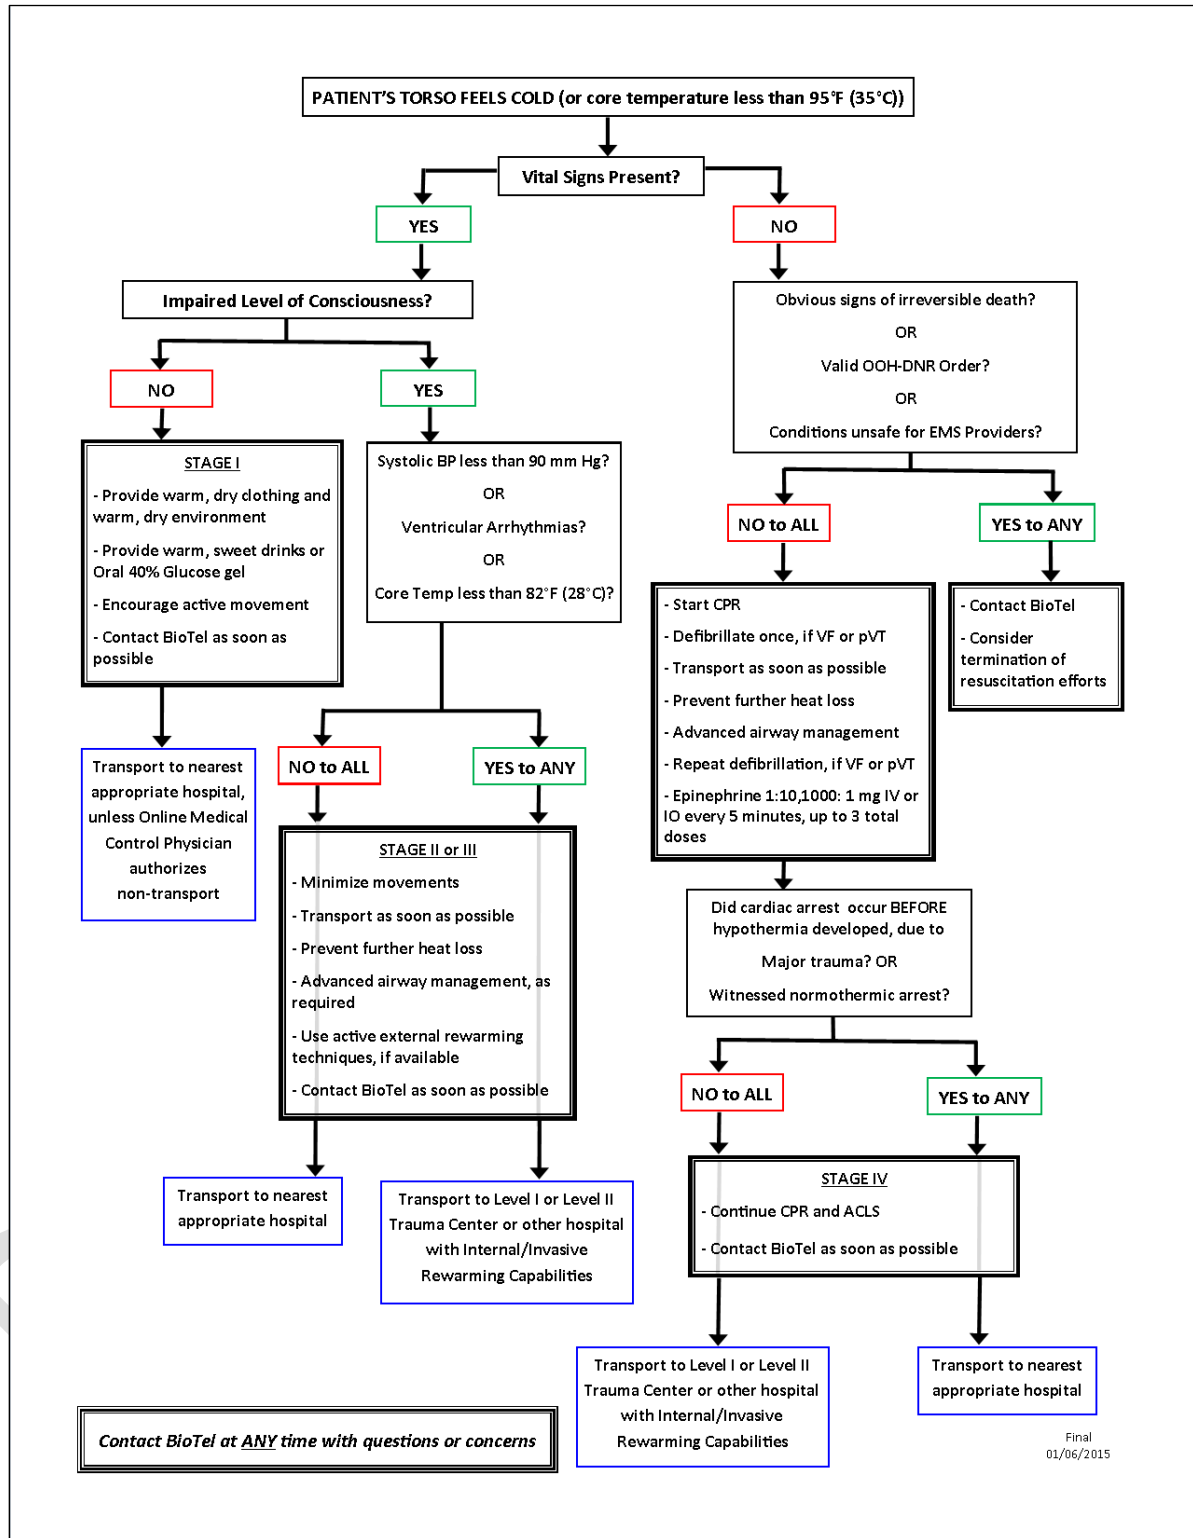 PATIENT'S TORSO FEELS COLD (or core temperature less than 95°F (35°C))
Vital Signs Present?
YES
NO
Impaired Level of Consciousness?
NO
YES
Obvious signs of irreversible death?
OR
Valid OOH-DNR Order?
OR
Conditions unsafe for EMS Providers?
STAGE I
- Provide warm, dry clothing and
warm, dry environment
- Provide warm, sweet drinks or
Oral 40% Glucose gel
- Encourage active movement
- Contact BioTel as soon as
possible
Systolic BP less than 90 mm Hg?
OR
Ventricular Arrhythmias?
OR
Core Temp less than 82°F (28°C)?
NO to ALL
YES to ANY
- Start CPR
- Defibrillate once, if VF or pVT
- Transport as soon as possible
- Prevent further heat loss
- Advanced airway management
- Repeat defibrillation, if VF or pVT
- Epinephrine 1:10,1000: 1 mg IV or
IO every 5 minutes, up to 3 total
doses
- Contact BioTel
- Consider
termination of
resuscitation efforts
Transport to nearest
appropriate hospital,
unless Online Medical
Control Physician
authorizes
non-transport
NO to ALL
YES to ANY
STAGE II or III
- Minimize movements
- Transport as soon as possible
- Prevent further heat loss
- Advanced airway management, as
required
- Use active external rewarming
techniques, if available
- Contact BioTel as soon as possible
Did cardiac arrest occur BEFORE
hypothermia developed, due to
Major trauma? OR
Witnessed normothermic arrest?
NO to ALL
YES to ANY
Transport to nearest
appropriate hospital
Transport to Level I or Level II
Trauma Center or other hospital
with Internal/Invasive
Rewarming Capabilities
STAGE IV
- Continue CPR and ACLS
- Contact BioTel as soon as possible
Transport to Level I or Level II
Trauma Center or other hospital
with Internal/Invasive
Rewarming Capabilities
Transport to nearest
appropriate hospital
Contact BioTel at ANY time with questions or concerns
Final
01/06/2015